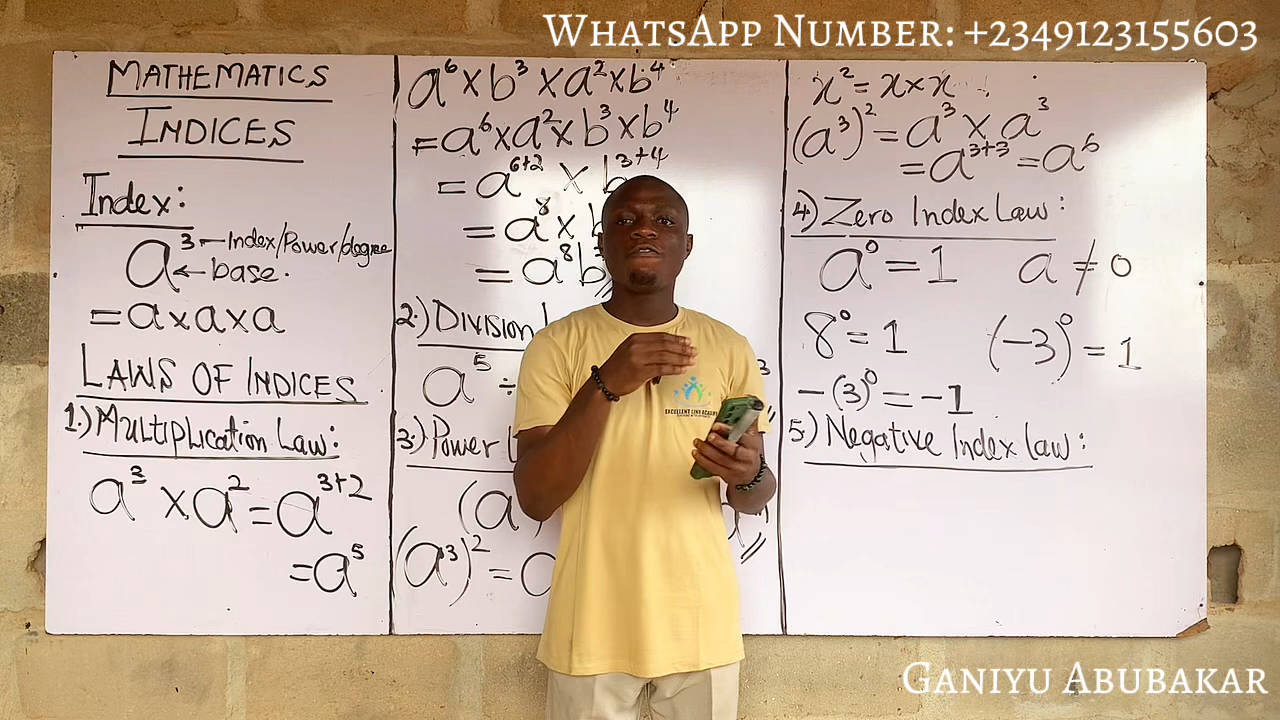 WhatsApp Number: +2349123155603
MATHEMATICS
INDICES
Index:
a³ ← Index/Power/degree
a ← base.
= a x a x a
LAWS OF INDICES
1.) Multiplication Law:
a³ x a² = a³⁺²
= a⁵
a⁶ x b³ x a² x b⁴
= a⁶ x a² x b³ x b⁴
= a⁶⁺² x b³⁺⁴
= a⁸ x b
= a⁸b
2.) Division
a⁵ ÷
3.) Power
(a
(a³)² = a
x² = x x x
(a³)² = a³ x a³
= a³⁺³ = a⁶
4.) Zero Index Law:
a⁰ = 1 a ≠ 0
8⁰ = 1 (-3)⁰ = 1
-(3)⁰ = -1
5.) Negative Index Law:
EXCELLENT LINK ACADEMY
Ganiyu Abubakar